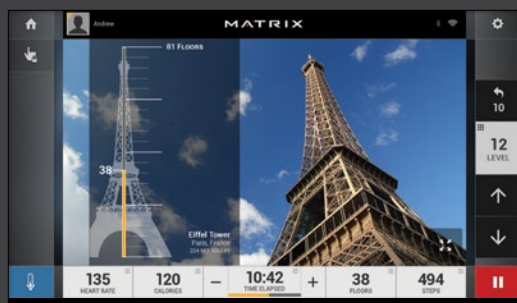 Andrew
MATRIX
81 FLOORS
10
12
LEVEL
38
Eiffel Tower
Paris, France
135
HEART RATE
120
CALORIES
10:42
TIME ELAPSED
38
FLOORS
494
STEPS